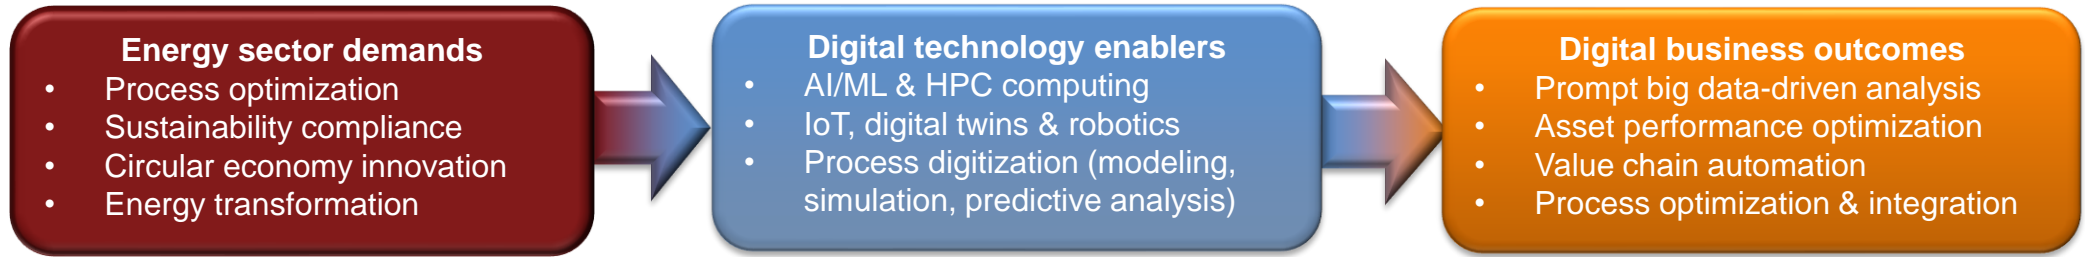 Energy sector demands
• Process optimization
• Sustainability compliance
• Circular economy innovation
• Energy transformation
Digital technology enablers
• AI/ML & HPC computing
• IoT, digital twins & robotics
• Process digitization (modeling,
simulation, predictive analysis)
Digital business outcomes
• Prompt big data-driven analysis
• Asset performance optimization
• Value chain automation
• Process optimization & integration